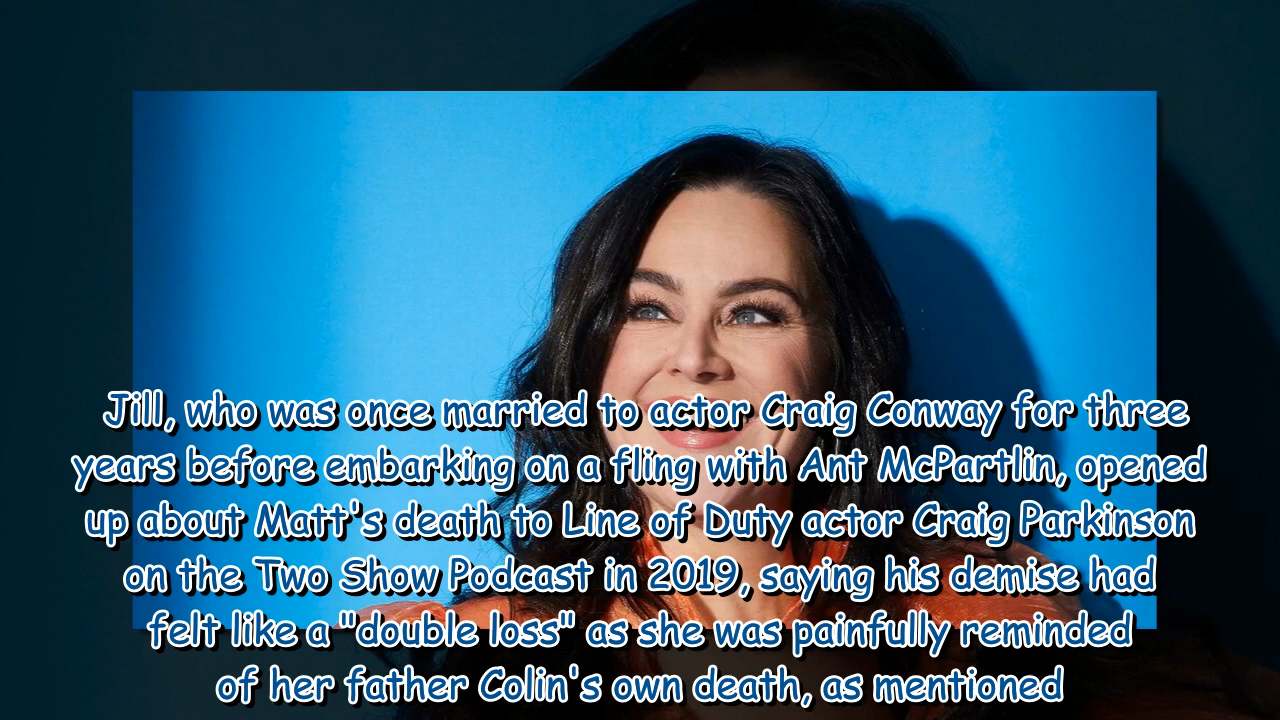 Jill, who was once married to actor Craig Conway for three
years before embarking on a fling with Ant McPartlin, opened
up about Matt's death to Line of Duty actor Craig Parkinson
on the Two Show Podcast in 2019, saying his demise had
felt like a "double loss" as she was painfully reminded
of her father Colin's own death, as mentioned